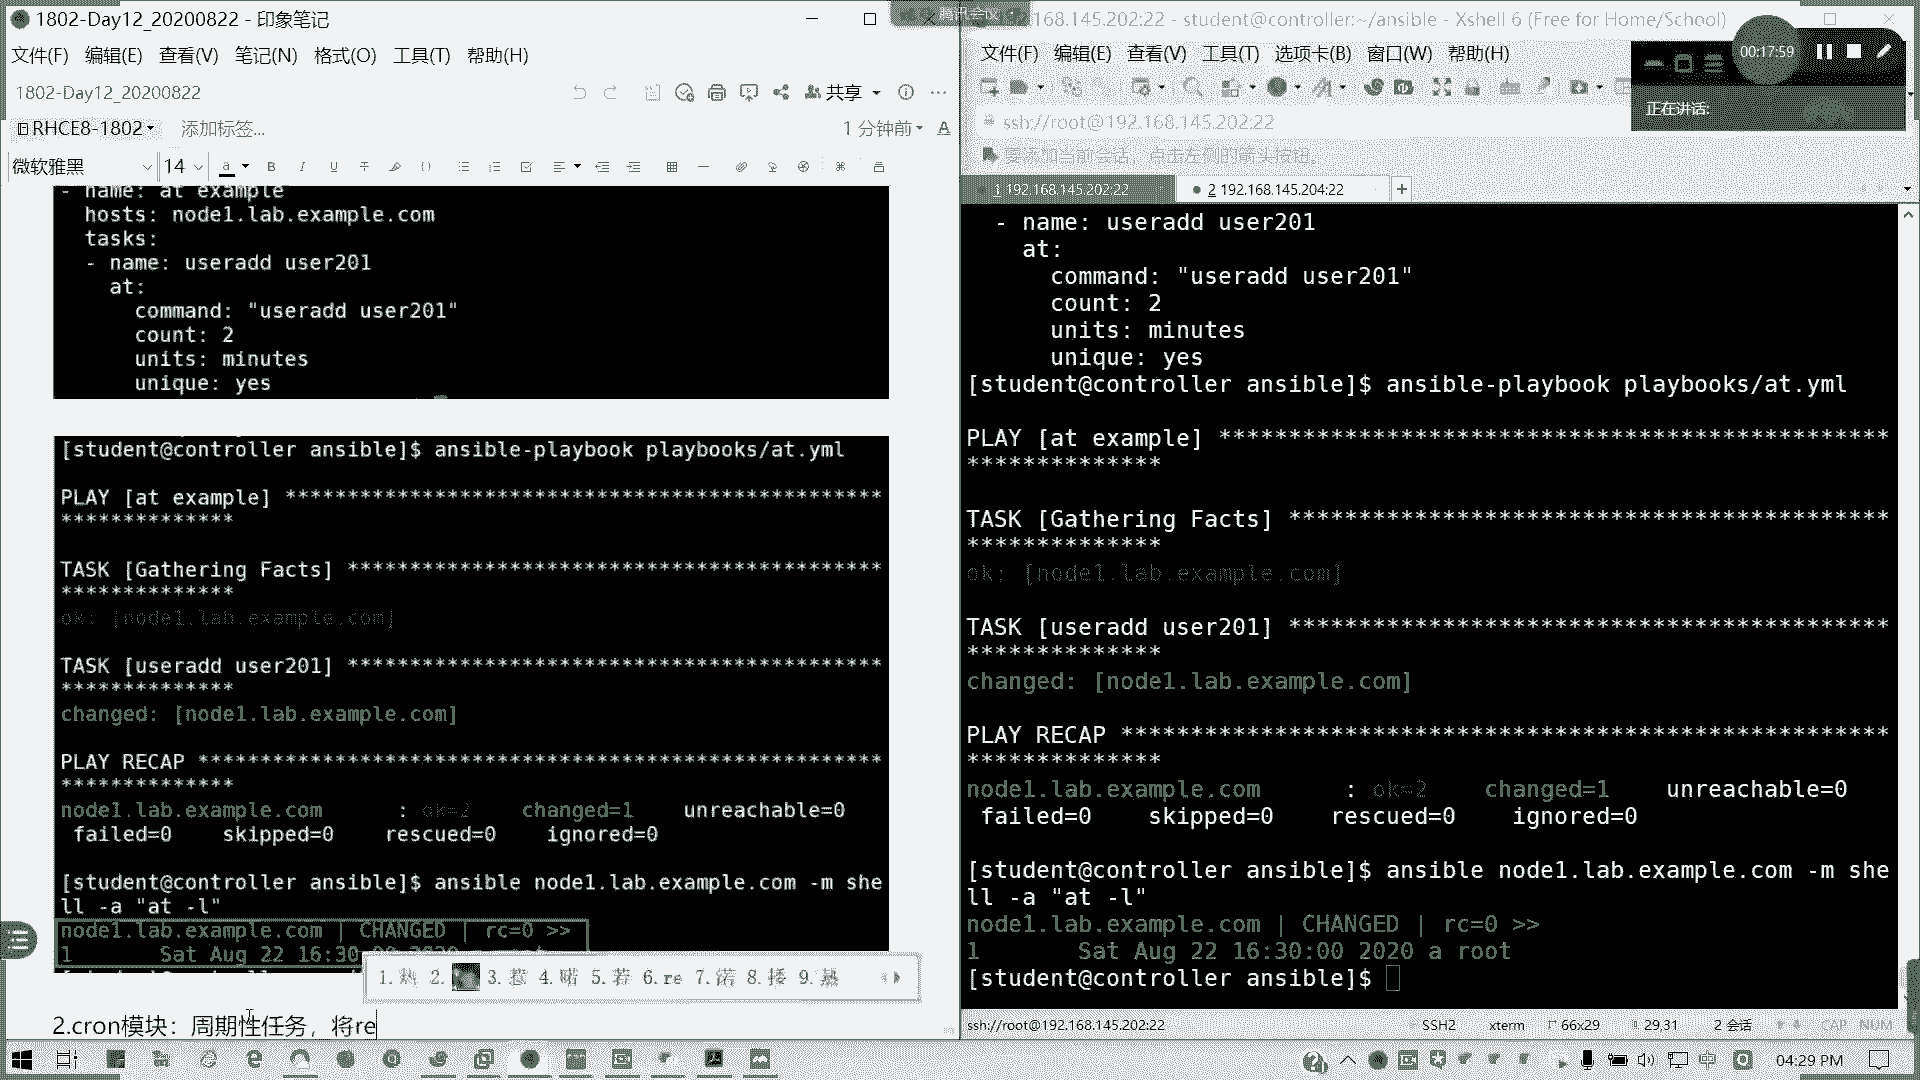 1802-Day12_20200822 - 印象笔记
文件(F) 编辑(E) 查看(V) 笔记(N) 格式(O) 工具(T) 帮助(H)
1802-Day12_20200822
共享
RHCE8-1802 添加标签...
1 分钟前
微软雅黑 14
- name: at example
hosts: node1.lab.example.com
tasks:
- name: useradd user201
at:
command: "useradd user201"
count: 2
units: minutes
unique: yes
[student@controller ansible]$ ansible-playbook playbooks/at.yml
PLAY [at example] **************************************************
**************
TASK [Gathering Facts] *******************************************
**************
ok: [node1.lab.example.com]
TASK [useradd user201] *******************************************
**************
changed: [node1.lab.example.com]
PLAY RECAP *******************************************************
**************
node1.lab.example.com : ok=2 changed=1 unreachable=0
failed=0 skipped=0 rescued=0 ignored=0
[student@controller ansible]$ ansible node1.lab.example.com -m she
ll -a "at -l"
node1.lab.example.com | CHANGED | rc=0 >>
1 Sat Aug 22 16:30:00 2020 a root
1.热 3.惹 4.喏 5.若 6.re 7.偌
2.cron模块：周期性任务，将re
腾讯会议
168.145.202:22 - student@controller:~/ansible - Xshell 6 (Free for Home/School)
文件(F) 编辑(E) 查看(V) 工具(T) 选项卡(B) 窗口(W) 帮助(H)
00:17:59
正在讲话:
ssh://root@192.168.145.202:22
要添加当前会话，点击左侧的箭头按钮。
1 192.168.145.202:22
2 192.168.145.204:22
- name: useradd user201
at:
command: "useradd user201"
count: 2
units: minutes
unique: yes
[student@controller ansible]$ ansible-playbook playbooks/at.yml
PLAY [at example] ************************************************
**************
TASK [Gathering Facts] *******************************************
**************
ok: [node1.lab.example.com]
TASK [useradd user201] *******************************************
**************
changed: [node1.lab.example.com]
PLAY RECAP *******************************************************
**************
node1.lab.example.com : ok=2 changed=1 unreachable=0
failed=0 skipped=0 rescued=0 ignored=0
[student@controller ansible]$ ansible node1.lab.example.com -m she
ll -a "at -l"
node1.lab.example.com | CHANGED | rc=0 >>
1 Sat Aug 22 16:30:00 2020 a root
[student@controller ansible]$
ssh://root@192.168.145.202:22 SSH2 xterm 66x29 29,31 2 会话 CAP NUM
中 04:29 PM